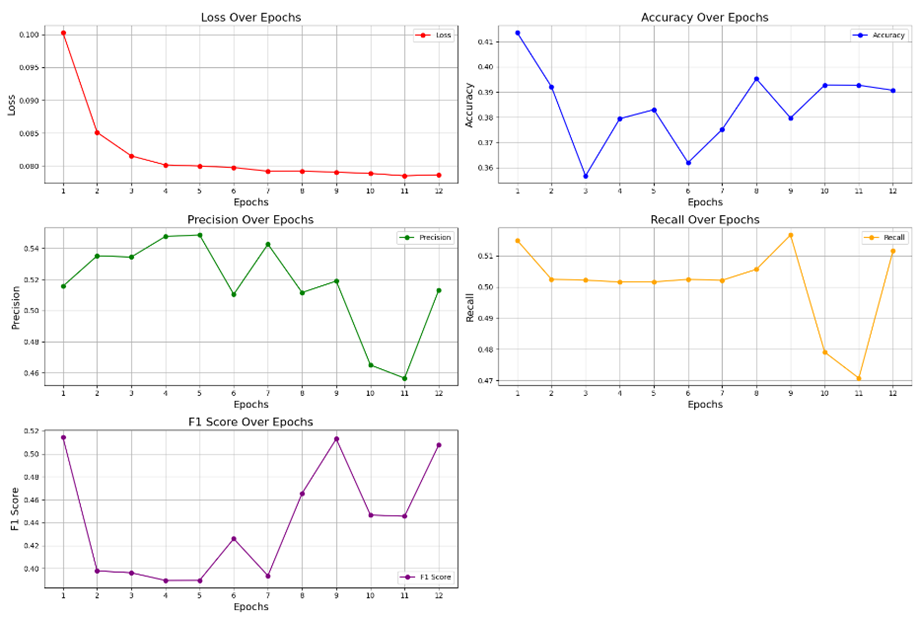 Loss Over Epochs
Loss
0.100
0.095
0.090
0.085
0.080
Loss
1 2 3 4 5 6 7 8 9 10 11 12
Epochs
Accuracy Over Epochs
Accuracy
0.41
0.40
0.39
0.38
0.37
0.36
Accuracy
1 2 3 4 5 6 7 8 9 10 11 12
Epochs
Precision Over Epochs
Precision
0.54
0.52
0.50
0.48
0.46
Precision
1 2 3 4 5 6 7 8 9 10 11 12
Epochs
Recall Over Epochs
Recall
0.51
0.50
0.49
0.48
0.47
Recall
1 2 3 4 5 6 7 8 9 10 11 12
Epochs
F1 Score Over Epochs
0.52
0.50
0.48
0.46
0.44
0.42
0.40
F1 Score
F1 Score
1 2 3 4 5 6 7 8 9 10 11 12
Epochs